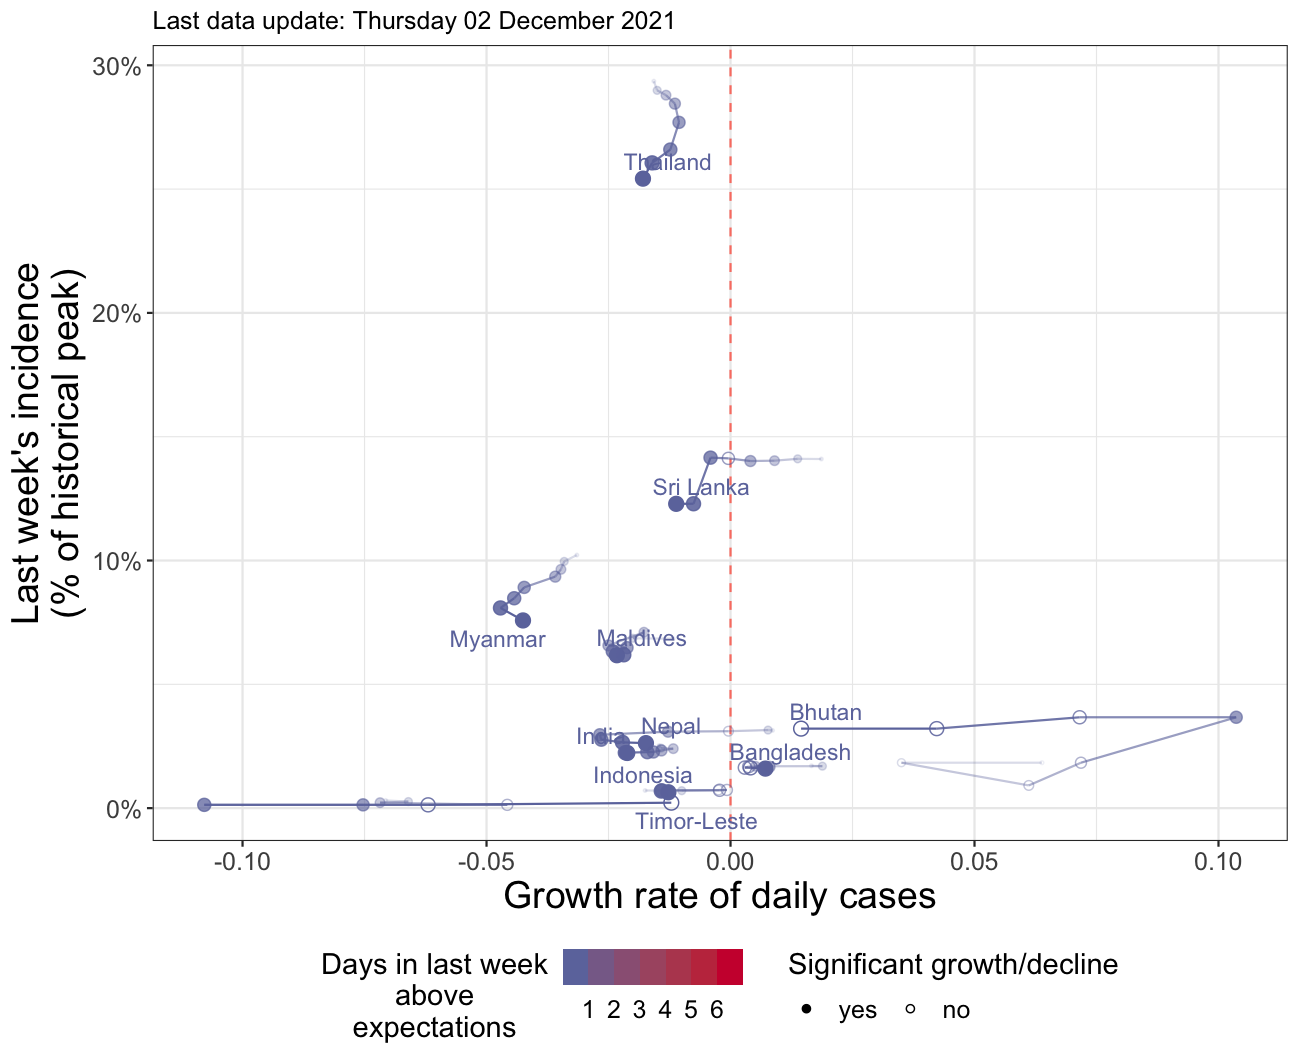 Last data update: Thursday 02 December 2021
30%
20%
10%
0%
Last week's incidence
(% of historical peak)
Thailand
Sri Lanka
Myanmar
Maldives
Bhutan
Nepal
India
Bangladesh
Indonesia
Timor-Leste
-0.10 -0.05 0.00 0.05 0.10
Growth rate of daily cases
Days in last week
above
expectations
1 2 3 4 5 6
Significant growth/decline
yes no